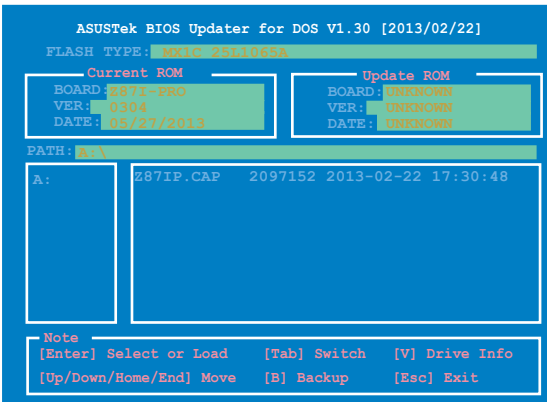 ASUSTek BIOS Updater for DOS V1.30 [2013/02/22]
FLASH TYPE: MX1C 25L1065A
Current ROM
BOARD: Z87I-PRO
VER: 0304
DATE: 05/27/2013
Update ROM
BOARD: UNKNOWN
VER: UNKNOWN
DATE: UNKNOWN
PATH: A:\
A:
Z87IP.CAP 2097152 2013-02-22 17:30:48
Note
[Enter] Select or Load [Tab] Switch [V] Drive Info
[Up/Down/Home/End] Move [B] Backup [Esc] Exit